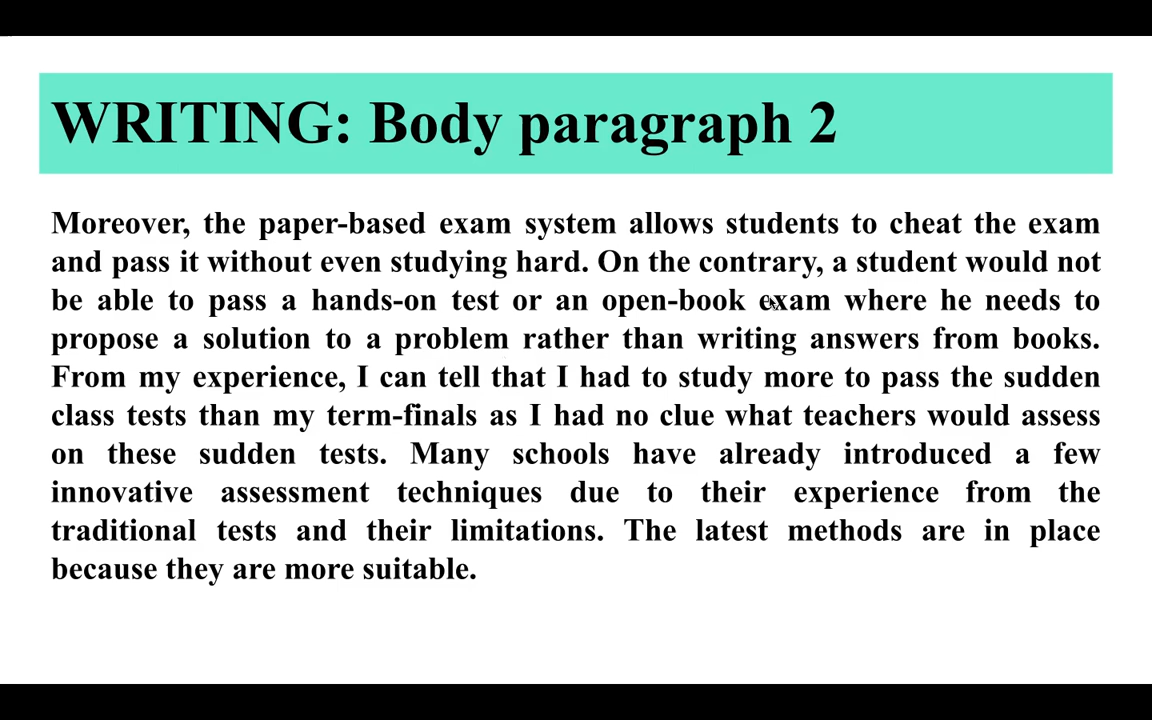 WRITING: Body paragraph 2
Moreover, the paper-based exam system allows students to cheat the exam
and pass it without even studying hard. On the contrary, a student would not
be able to pass a hands-on test or an open-book exam where he needs to
propose a solution to a problem rather than writing answers from books.
From my experience, I can tell that I had to study more to pass the sudden
class tests than my term-finals as I had no clue what teachers would assess
on these sudden tests. Many schools have already introduced a few
innovative assessment techniques due to their experience from the
traditional tests and their limitations. The latest methods are in place
because they are more suitable.